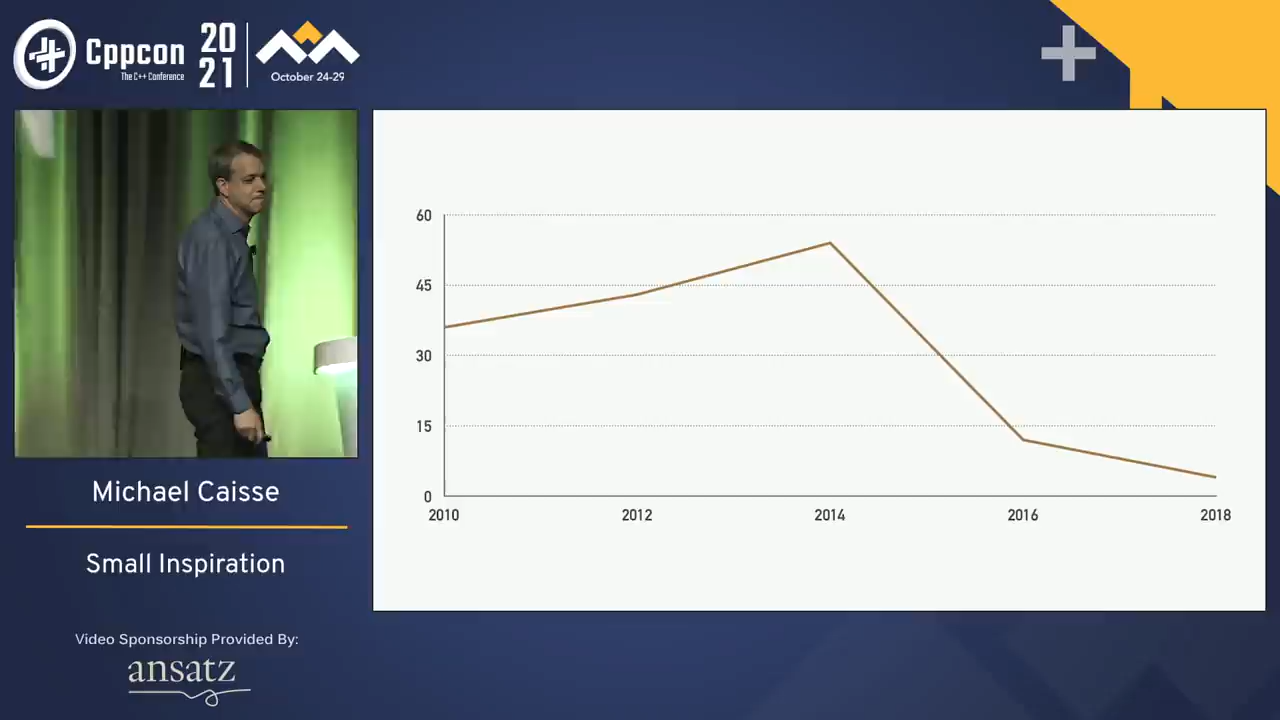 Cppcon
The C++ Conference
20
21
October 24-29
60
45
30
15
0
2010 2012 2014 2016 2018
Michael Caisse
Small Inspiration
Video Sponsorship Provided By:
ansatz